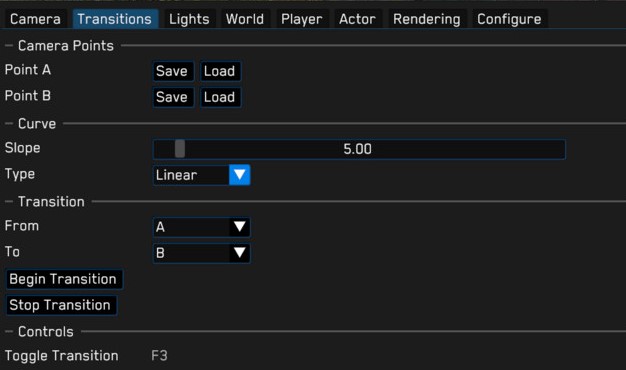 Camera Transitions Lights World Player Actor Rendering Configure
Camera Points
Point A Save Load
Point B Save Load
Curve
Slope 5.00
Type Linear
Transition
From A
To B
Begin Transition
Stop Transition
Controls
Toggle Transition F3